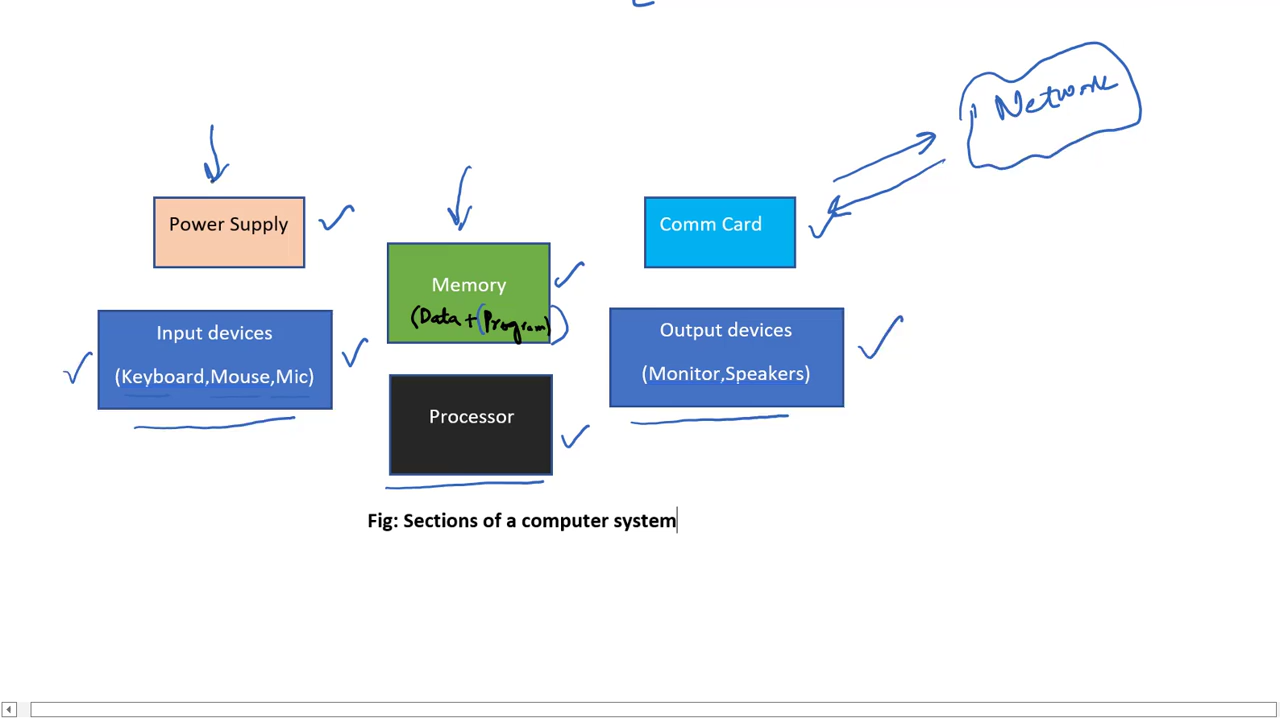 Network
Power Supply
Comm Card
Memory
(Data + (Program)
Input devices
(Keyboard,Mouse,Mic)
Output devices
(Monitor,Speakers)
Processor
Fig: Sections of a computer system